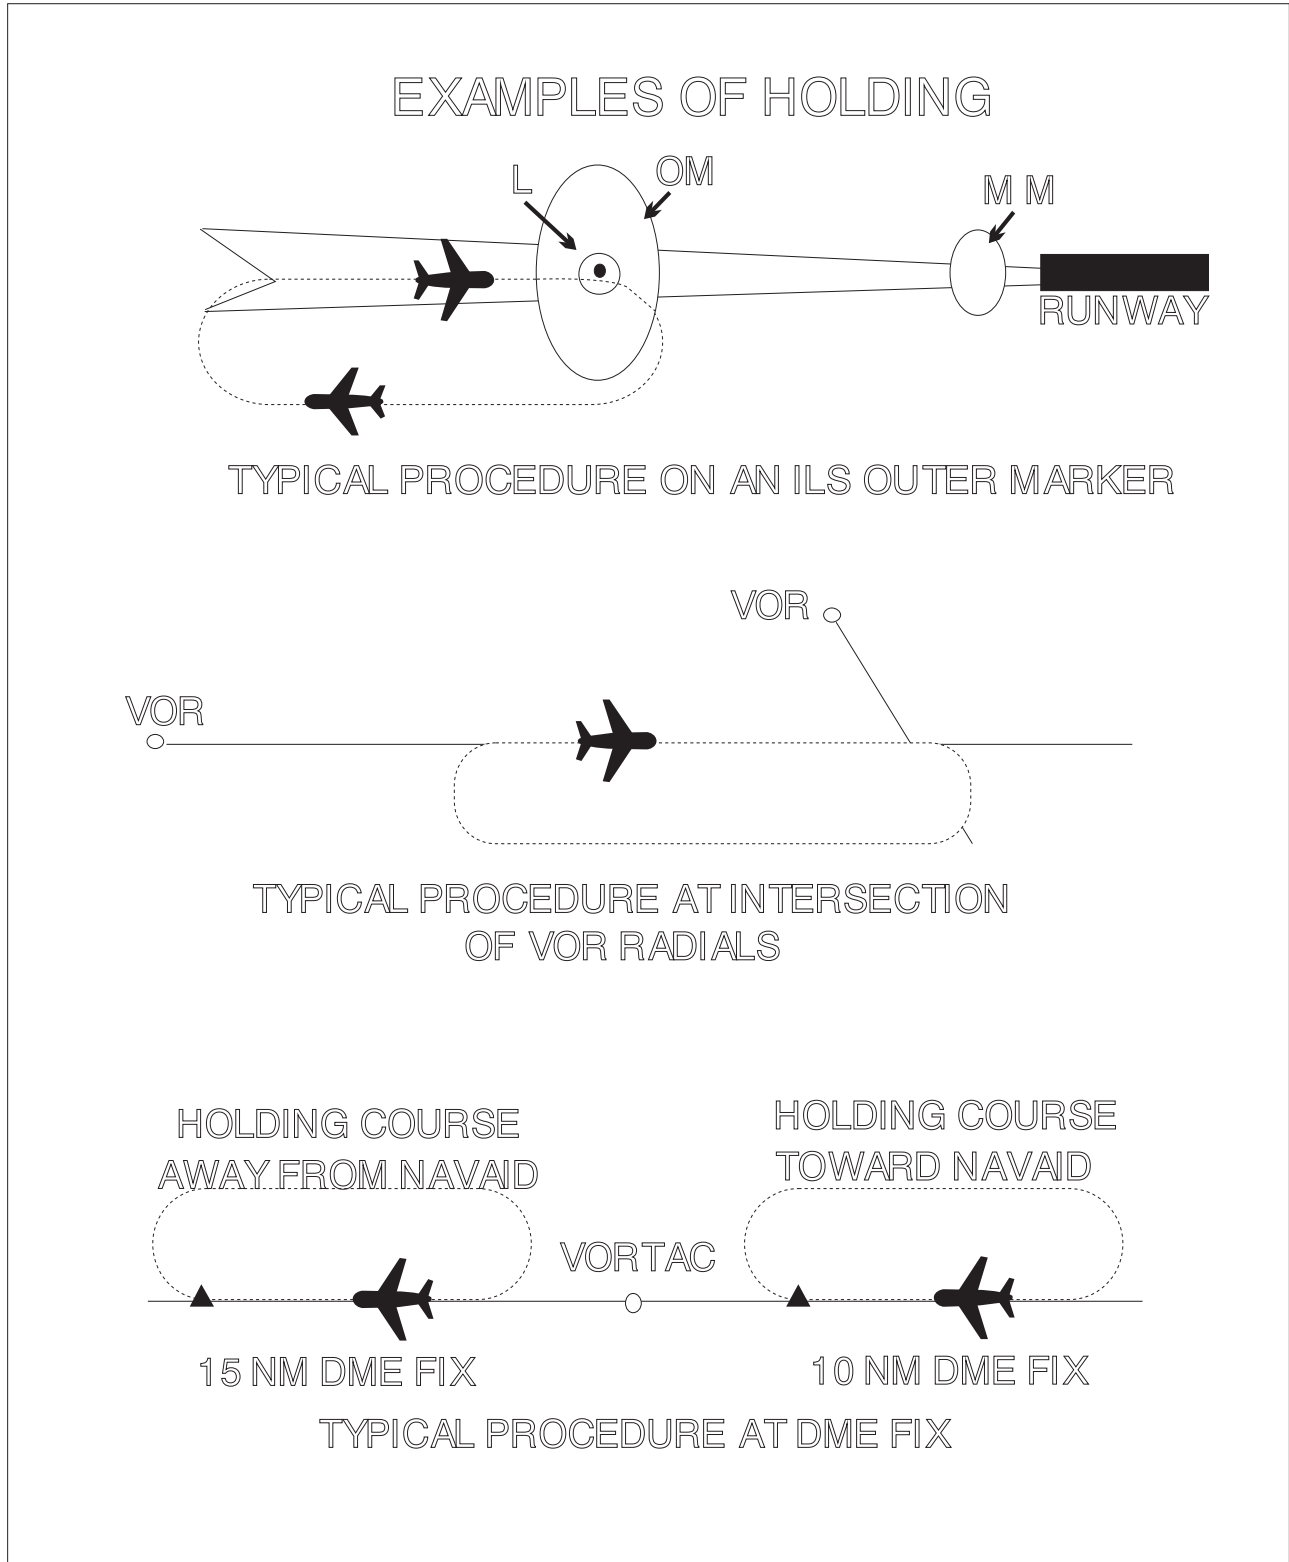 EXAMPLES OF HOLDING
L
OM
M M
RUNWAY
TYPICAL PROCEDURE ON AN ILS OUTER MARKER
VOR
VOR
TYPICAL PROCEDURE AT INTERSECTION
OF VOR RADIALS
HOLDING COURSE
AWAY FROM NAVAID
HOLDING COURSE
TOWARD NAVAID
VORTAC
15 NM DME FIX
10 NM DME FIX
TYPICAL PROCEDURE AT DME FIX